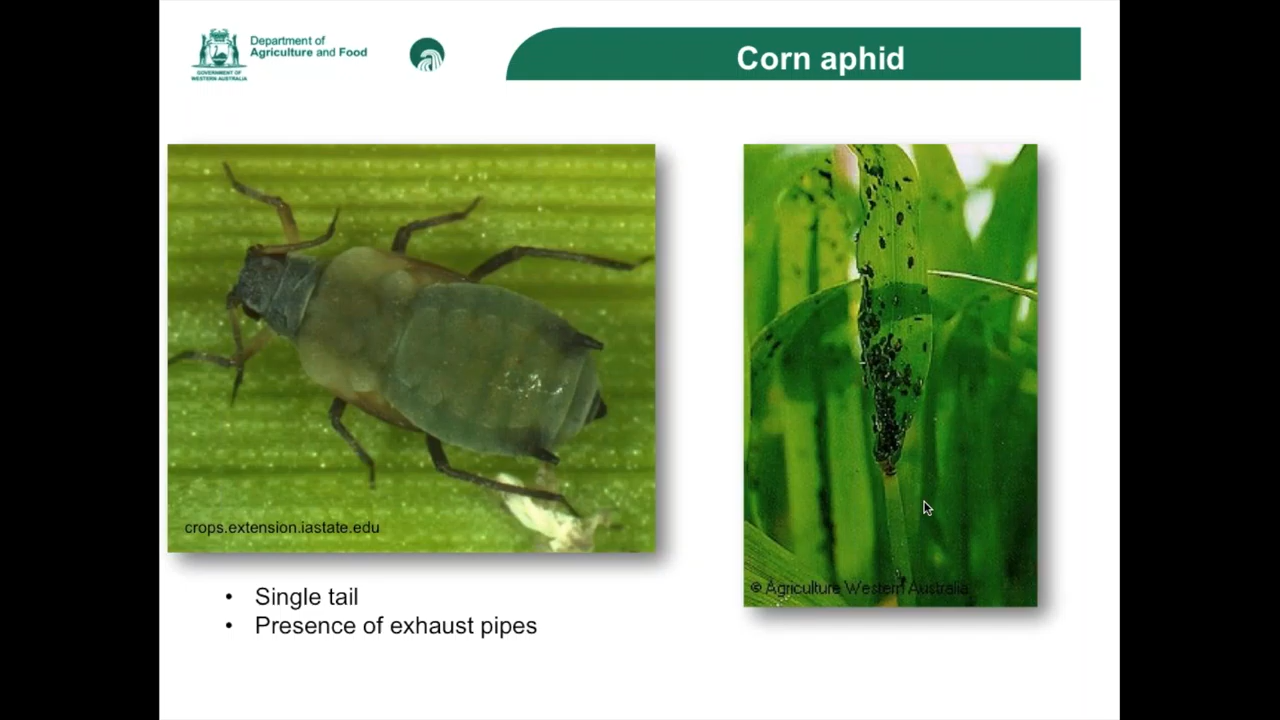 Department of
Agriculture and Food
GOVERNMENT OF
WESTERN AUSTRALIA
Corn aphid
crops.extension.iastate.edu
© Agriculture Western Australia
• Single tail
• Presence of exhaust pipes